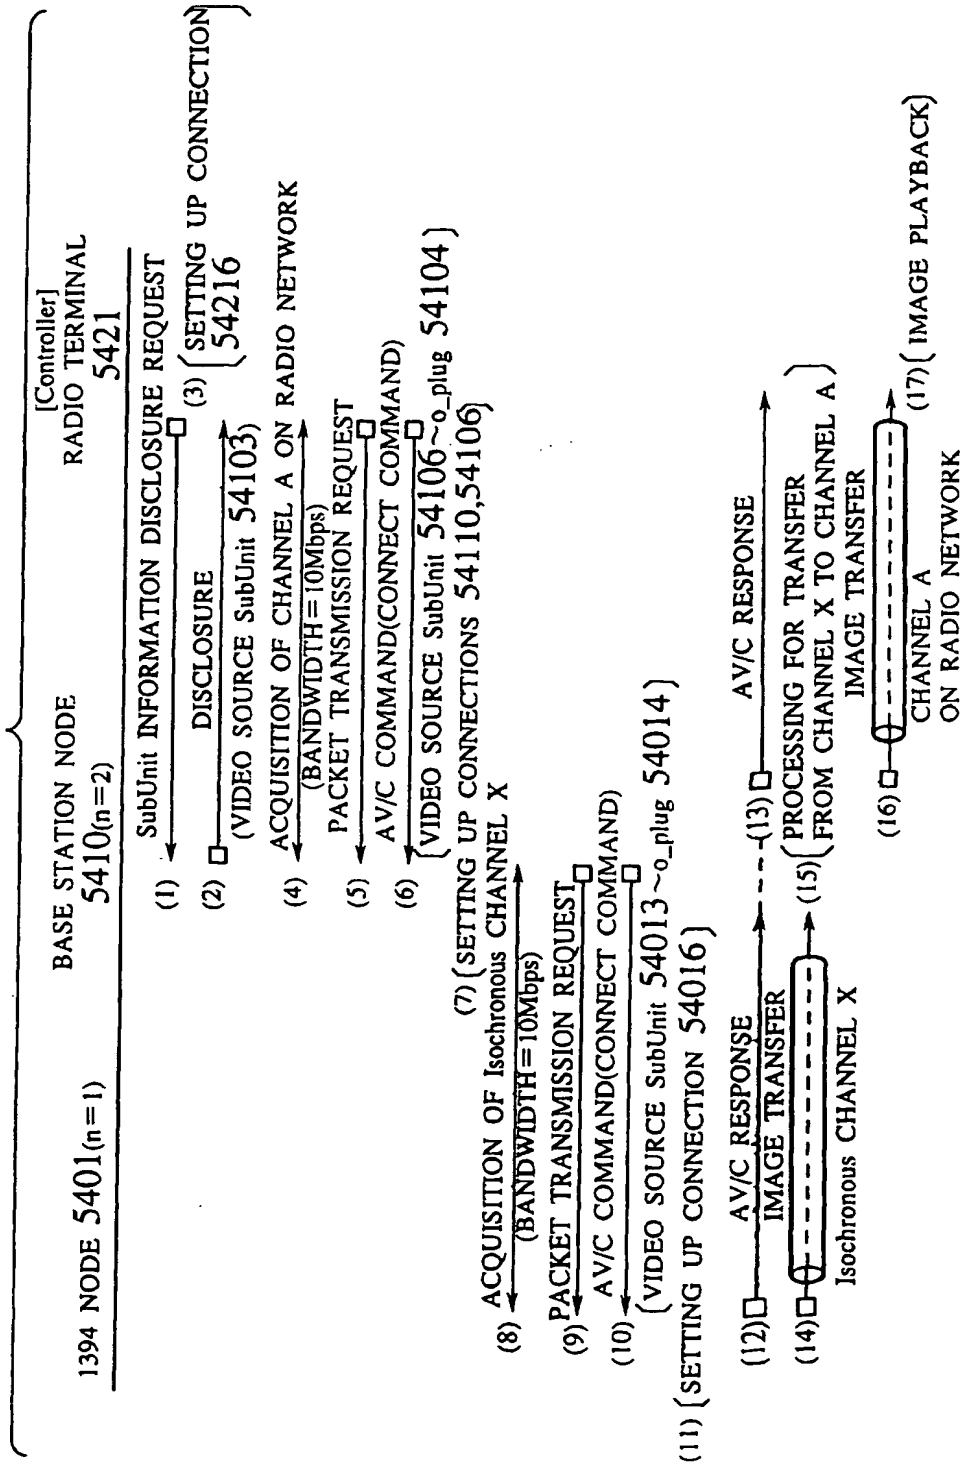 1394 NODE 5401(n=1)
BASE STATION NODE
5410(n=2)
[Controller]
RADIO TERMINAL
5421
SubUnit INFORMATION DISCLOSURE REQUEST
(1)
DISCLOSURE
(2)
(VIDEO SOURCE SubUnit 54103)
(3) [SETTING UP CONNECTION]
54216
ACQUISITION OF CHANNEL A ON RADIO NETWORK
(4)
(BANDWIDTH=10Mbps)
PACKET TRANSMISSION REQUEST
(5)
AV/C COMMAND(CONNECT COMMAND)
(6)
[VIDEO SOURCE SubUnit 54106~o_plug 54104]
(7) [SETTING UP CONNECTIONS 54110,54106]
ACQUISITION OF Isochronous CHANNEL X
(8)
(BANDWIDTH=10Mbps)
PACKET TRANSMISSION REQUEST
(9)
AV/C COMMAND(CONNECT COMMAND)
(10)
[VIDEO SOURCE SubUnit 54013~o_plug 54014]
(11) [SETTING UP CONNECTION 54016]
AV/C RESPONSE
(12)
AV/C RESPONSE
(13)
IMAGE TRANSFER
(14)
Isochronous CHANNEL X
(15) [PROCESSING FOR TRANSFER
FROM CHANNEL X TO CHANNEL A]
IMAGE TRANSFER
(16)
CHANNEL A
ON RADIO NETWORK
(17) [IMAGE PLAYBACK]